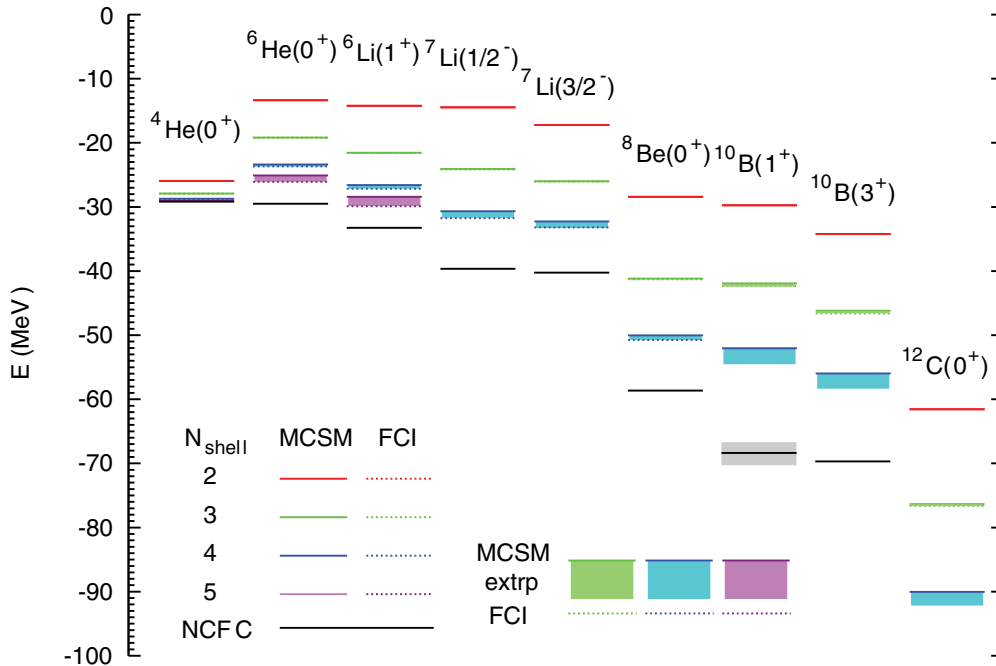 0
-10
-20
-30
-40
-50
-60
-70
-80
-90
-100
E (MeV)
⁴He(0⁺)
⁶He(0⁺) ⁶Li(1⁺) ⁷Li(1/2⁻)
⁷Li(3/2⁻)
⁸Be(0⁺) ¹⁰B(1⁺)
¹⁰B(3⁺)
¹²C(0⁺)
N shell MCSM FCI
2
3
4
5
NCFC
MCSM
extrp
FCI